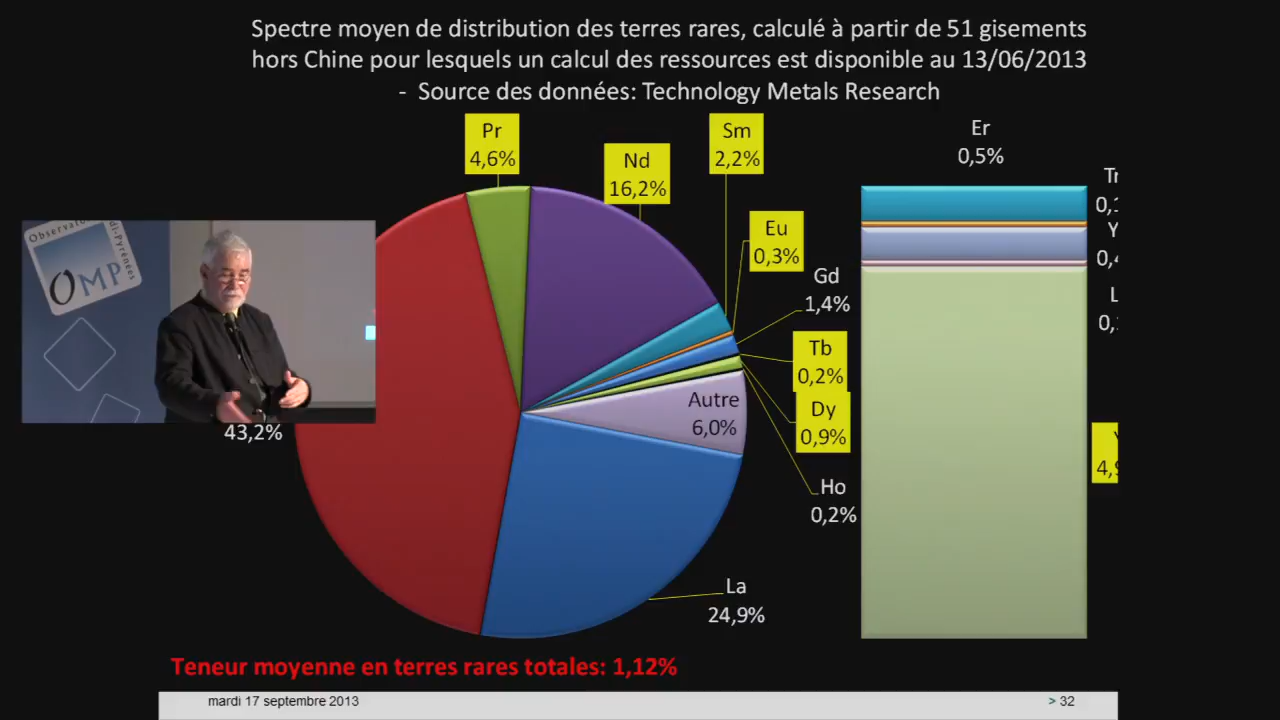 Spectre moyen de distribution des terres rares, calculé à partir de 51 gisements
hors Chine pour lesquels un calcul des ressources est disponible au 13/06/2013
- Source des données: Technology Metals Research
Pr
4,6%
Nd
16,2%
Sm
2,2%
Eu
0,3%
Gd
1,4%
Tb
0,2%
Dy
0,9%
Ho
0,2%
Autre
6,0%
La
24,9%
43,2%
Er
0,5%
OMP
Teneur moyenne en terres rares totales: 1,12%
mardi 17 septembre 2013
> 32